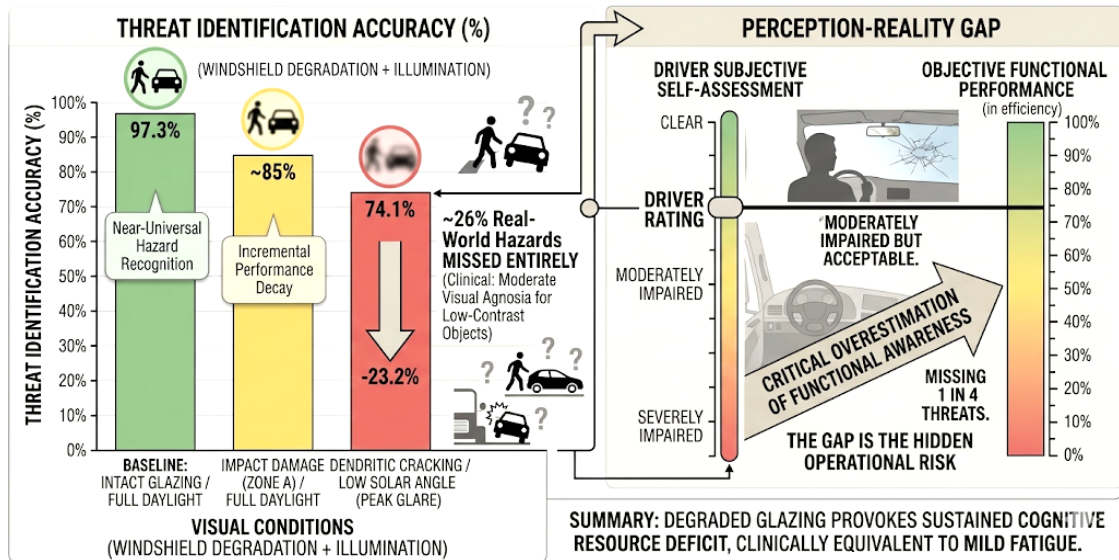 THREAT IDENTIFICATION ACCURACY (%)
(WINDSHIELD DEGRADATION + ILLUMINATION)
THREAT IDENTIFICATION ACCURACY (%)
100%
90%
80%
70%
60%
50%
40%
30%
20%
10%
0%
97.3%
Near-Universal
Hazard
Recognition
~85%
Incremental
Performance
Decay
74.1%
-23.2%
? ?
~26% Real-
World Hazards
MISSED ENTIRELY
(Clinical: Moderate
Visual Agnosia for
Low-Contrast
Objects)
? ? ?
?
BASELINE:
INTACT GLAZING /
FULL DAYLIGHT
IMPACT DAMAGE
(ZONE A) /
FULL DAYLIGHT
DENDRITIC CRACKING /
LOW SOLAR ANGLE
(PEAK GLARE)
VISUAL CONDITIONS
(WINDSHIELD DEGRADATION + ILLUMINATION)
PERCEPTION-REALITY GAP
DRIVER SUBJECTIVE
SELF-ASSESSMENT
CLEAR
DRIVER
RATING
MODERATELY
IMPAIRED
SEVERELY
IMPAIRED
MODERATELY
IMPAIRED BUT
ACCEPTABLE.
CRITICAL OVERESTIMATION
OF FUNCTIONAL AWARENESS
MISSING
1 IN 4
THREATS.
THE GAP IS THE HIDDEN
OPERATIONAL RISK
OBJECTIVE FUNCTIONAL
PERFORMANCE
(in efficiency)
100%
90%
80%
70%
60%
50%
40%
30%
20%
10%
0%
SUMMARY: DEGRADED GLAZING PROVOKES SUSTAINED COGNITIVE
RESOURCE DEFICIT, CLINICALLY EQUIVALENT TO MILD FATIGUE.